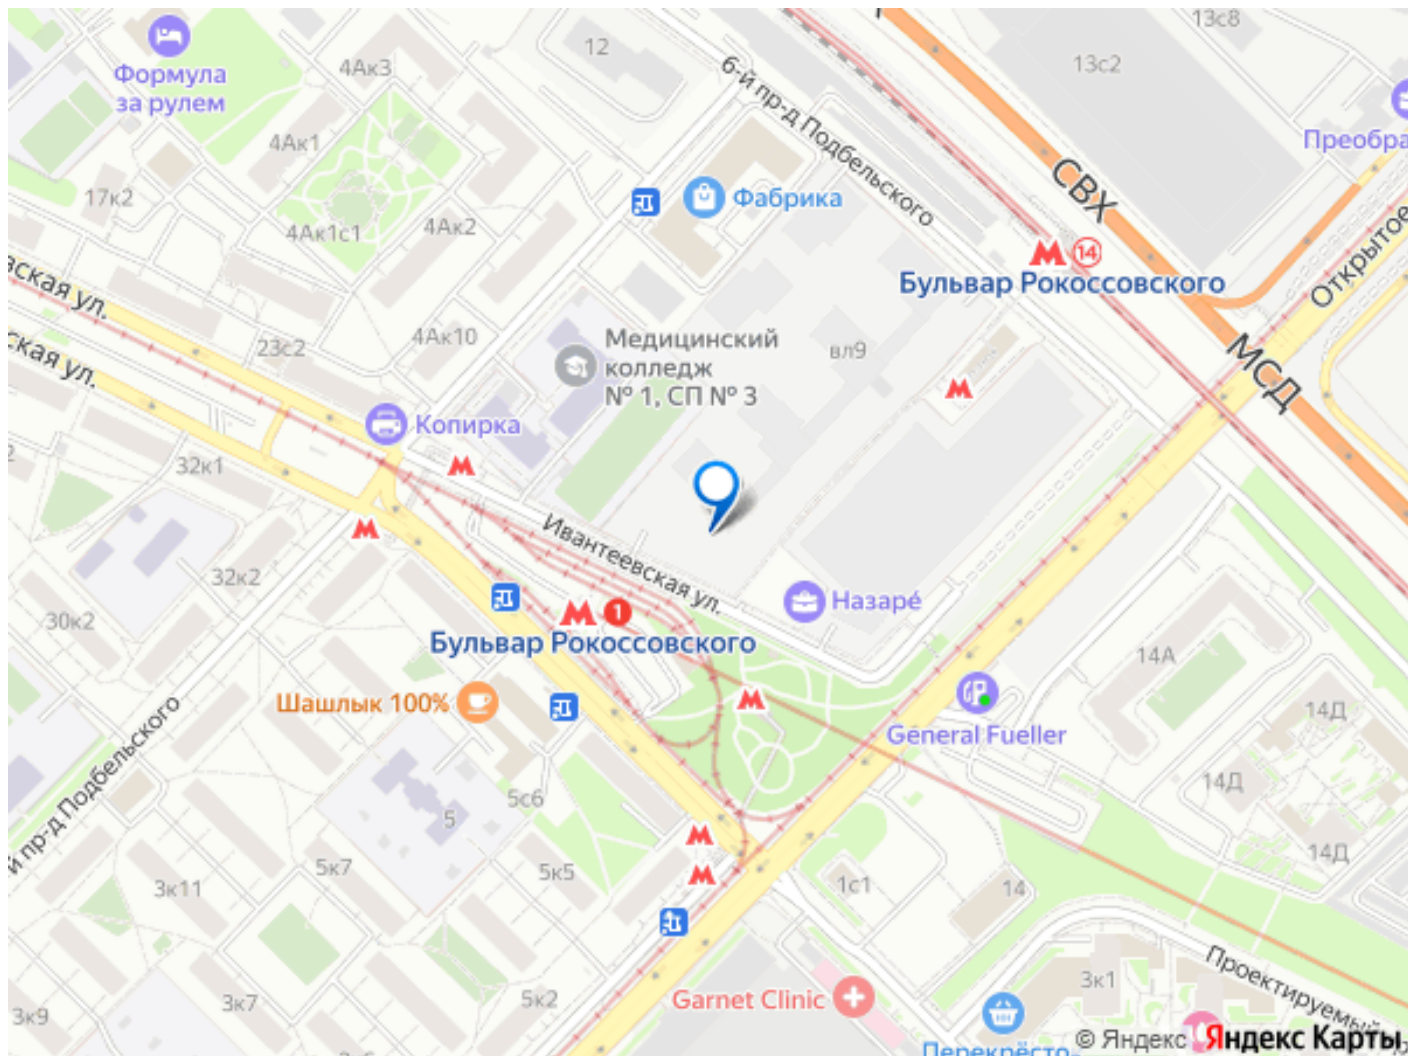 13с8
12
Формула
за рулем
4Ак3
13с2
6-й пр-д Подбельского
4Ак1
СВХ
Преобра
17к2
Фабрика
4Ак1с1
4Ак2
14
Бульвар Рокоссовского
Открытое
вская ул.
ская ул.
23с2
4Ак10
Медицинский
колледж
№ 1, СП № 3
вл9
МСД
Копирка
32к1
Ивантеевская ул.
32к2
30к2
1
Бульвар Рокоссовского
Назаре́
14А
Шашлык 100%
General Fueller
14Д
14Д
14Д
й пр-д Подбельского
5с6
5
5к7
5к5
3к11
1с1
14
3к9
3к7
5к2
Garnet Clinic
3к1
Проектируемый
Перекрёсто
© Яндекс Яндекс Карты